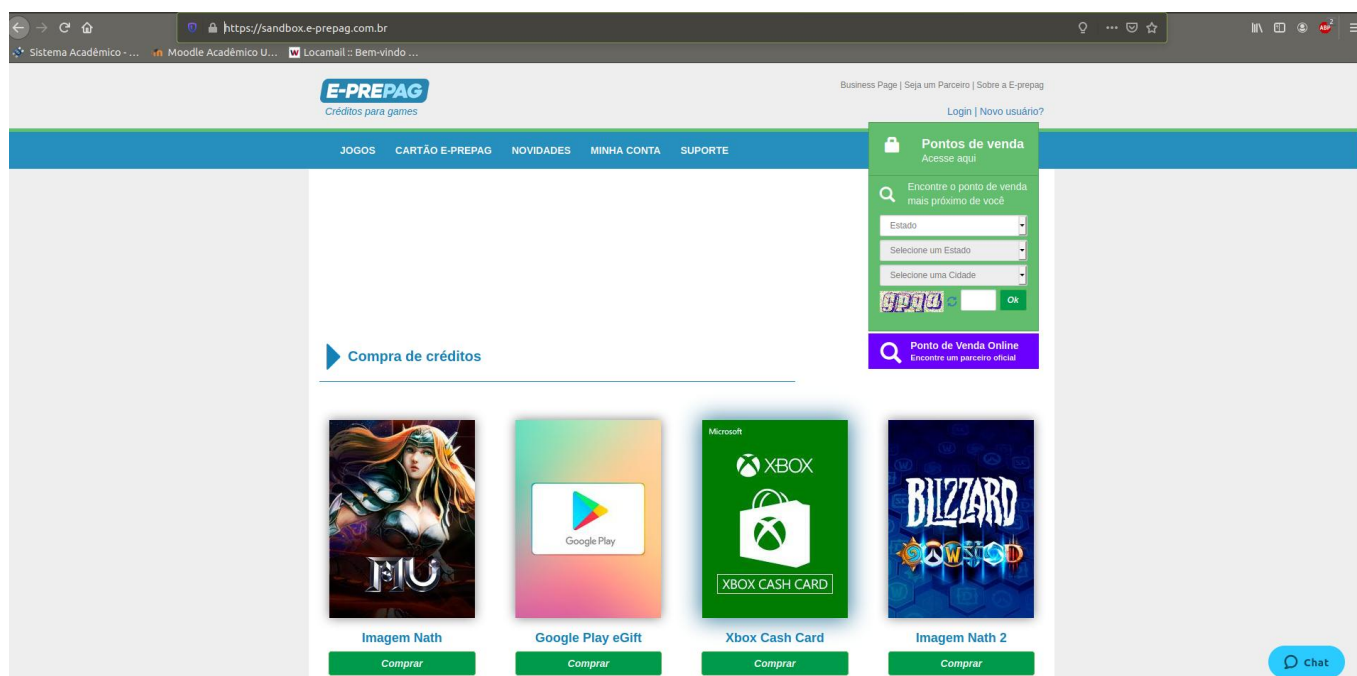 https://sandbox.e-prepag.com.br
Sistema Acadêmico - ... Moodle Acadêmico U... Locamail :: Bem-vindo ...
E-PREPAG
Créditos para games
Business Page | Seja um Parceiro | Sobre a E-prepag
Login | Novo usuário?
JOGOS CARTÃO E-PREPAG NOVIDADES MINHA CONTA SUPORTE
Pontos de venda
Acesse aqui
Encontre o ponto de venda
mais próximo de você
Estado
Selecione um Estado
Selecione uma Cidade
Ok
Ponto de Venda Online
Encontre um parceiro oficial
Compra de créditos
MU
Google Play
Microsoft
XBOX
XBOX CASH CARD
BLIZZARD
Imagem Nath Google Play eGift Xbox Cash Card Imagem Nath 2
Comprar Comprar Comprar Comprar
Chat
ABP 2